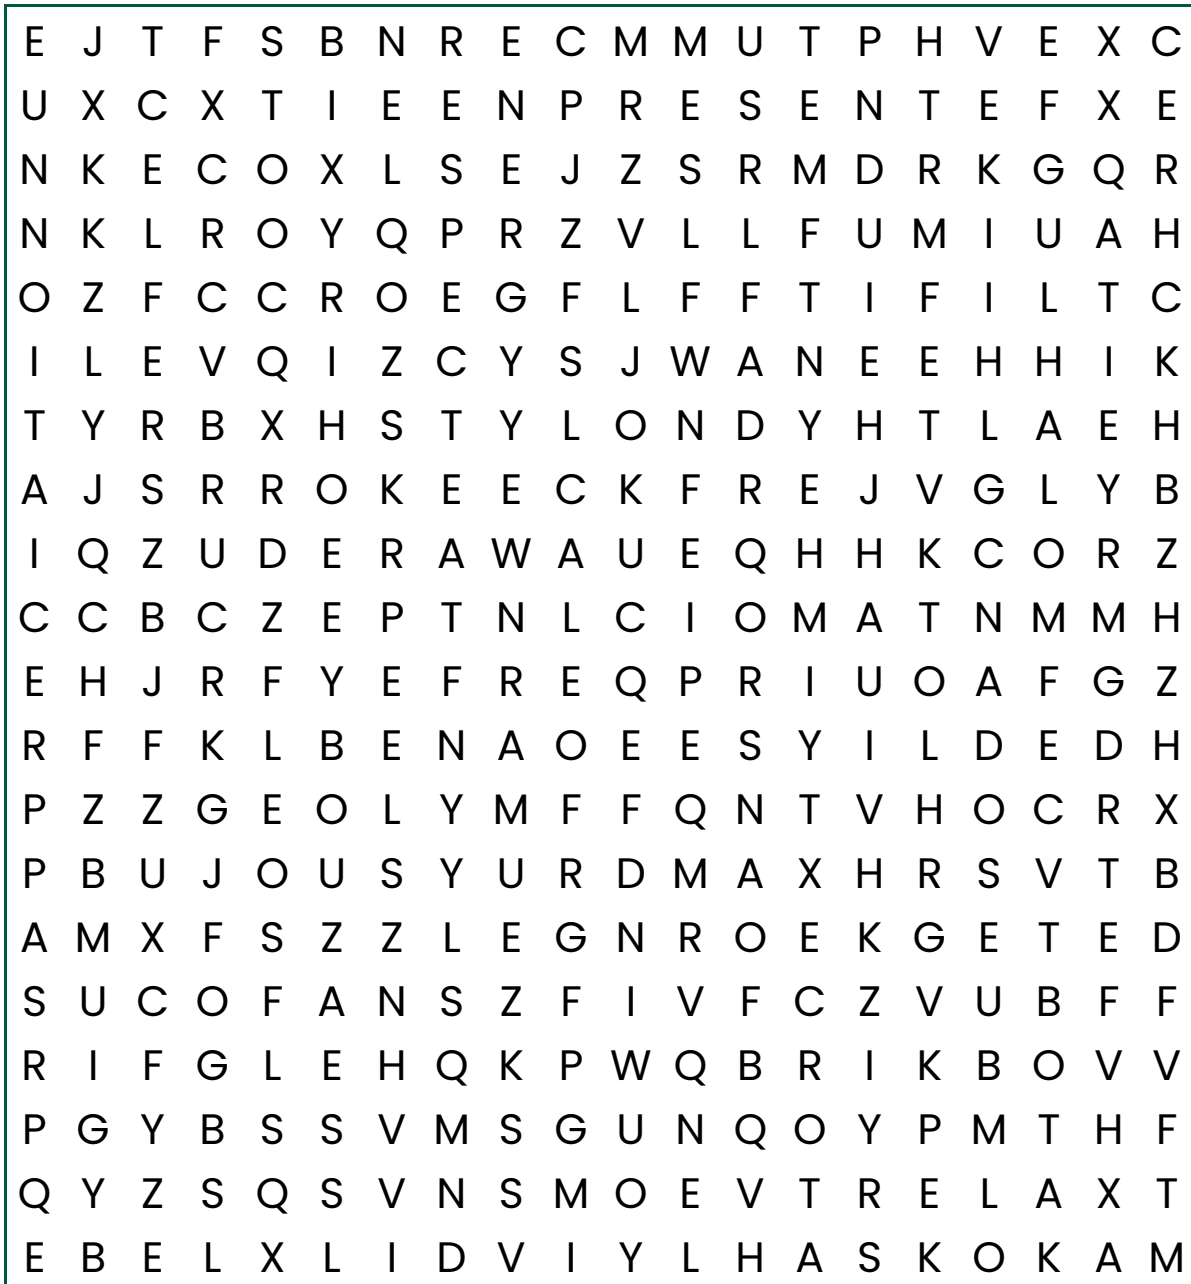 E J T F S B N R E C M M U T P H V E X C
U X C X T I E E N P R E S E N T E F X E
N K E C O X L S E J Z S R M D R K G Q R
N K L R O Y Q P R Z V L L F U M I U A H
O Z F C C R O E G F L F F T I F I L T C
I L E V Q I Z C Y S J W A N E E H H I K
T Y R B X H S T Y L O N D Y H T L A E H
A J S R R O K E E C K F R E J V G L Y B
I Q Z U D E R A W A U E Q H H K C O R Z
C C B C Z E P T N L C I O M A T N M M H
E H J R F Y E F R E Q P R I U O A F G Z
R F F K L B E N A O E E S Y I L D E D H
P Z Z G E O L Y M F F Q N T V H O C R X
P B U J O U S Y U R D M A X H R S V T B
A M X F S Z Z L E G N R O E K G E T E D
S U C O F A N S Z F I V F C Z V U B F F
R I F G L E H Q K P W Q B R I K B O V V
P G Y B S S V M S G U N Q O Y P M T H F
Q Y Z S Q S V N S M O E V T R E L A X T
E B E L X L I D V I Y L H A S K O K A M